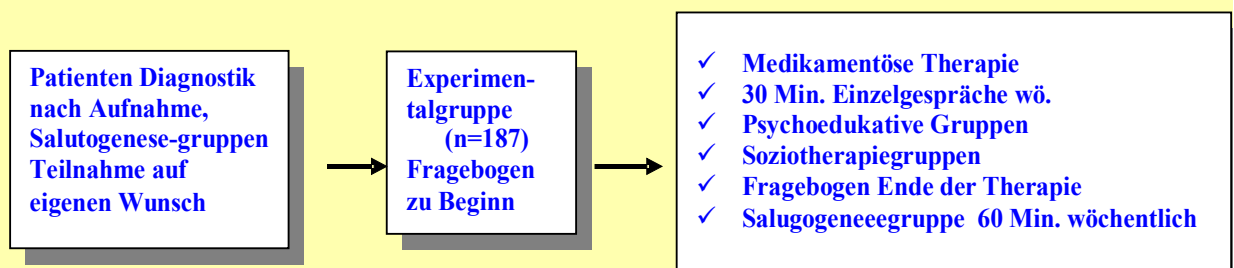 Patienten Diagnostik
nach Aufnahme,
Salutogenese-gruppen
Teilnahme auf
eigenen Wunsch
Experimen-
talgruppe
(n=187)
Fragebogen
zu Beginn
✓ Medikamentöse Therapie
✓ 30 Min. Einzelgespräche wö.
✓ Psychoedukative Gruppen
✓ Soziotherapiegruppen
✓ Fragebogen Ende der Therapie
✓ Salugogeneeegruppe 60 Min. wöchentlich